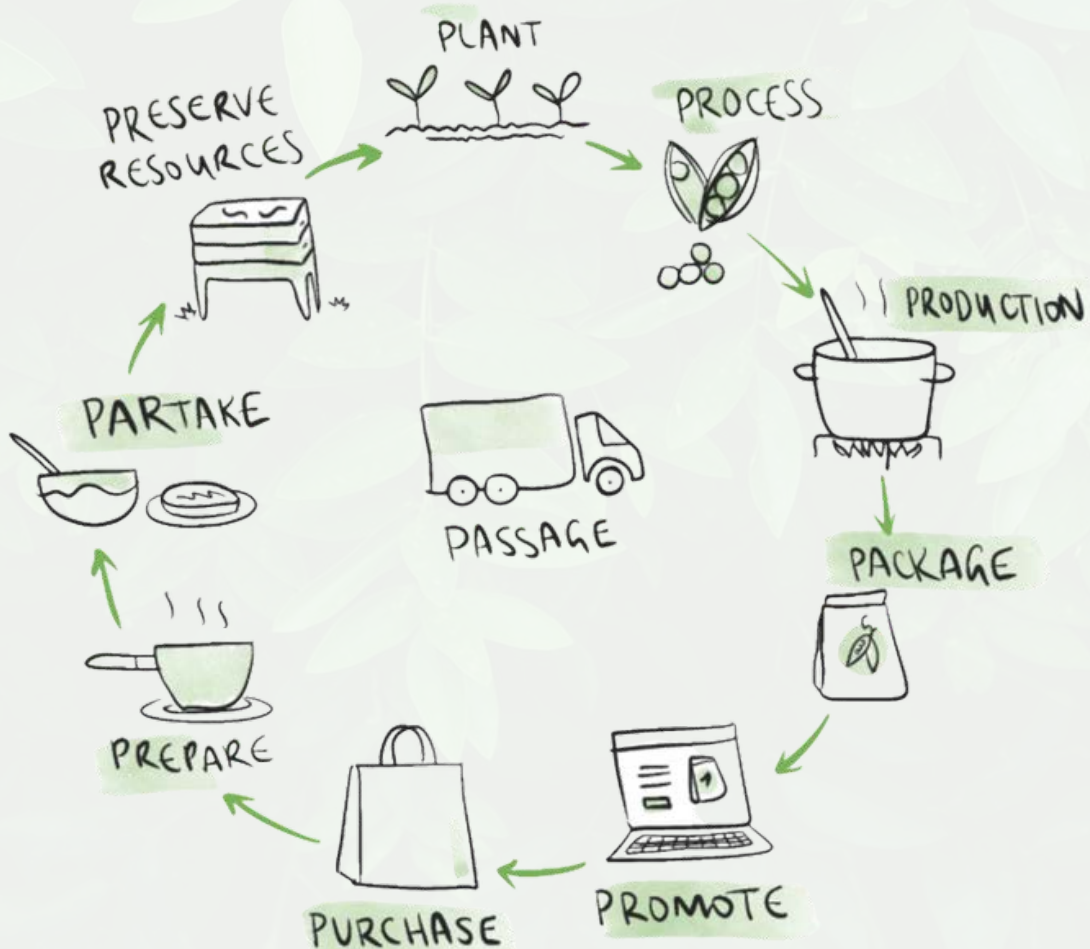 PLANT
PROCESS
PRODUCTION
PACKAGE
PROMOTE
PURCHASE
PREPARE
PARTAKE
PRESERVE
RESOURCES
PASSAGE